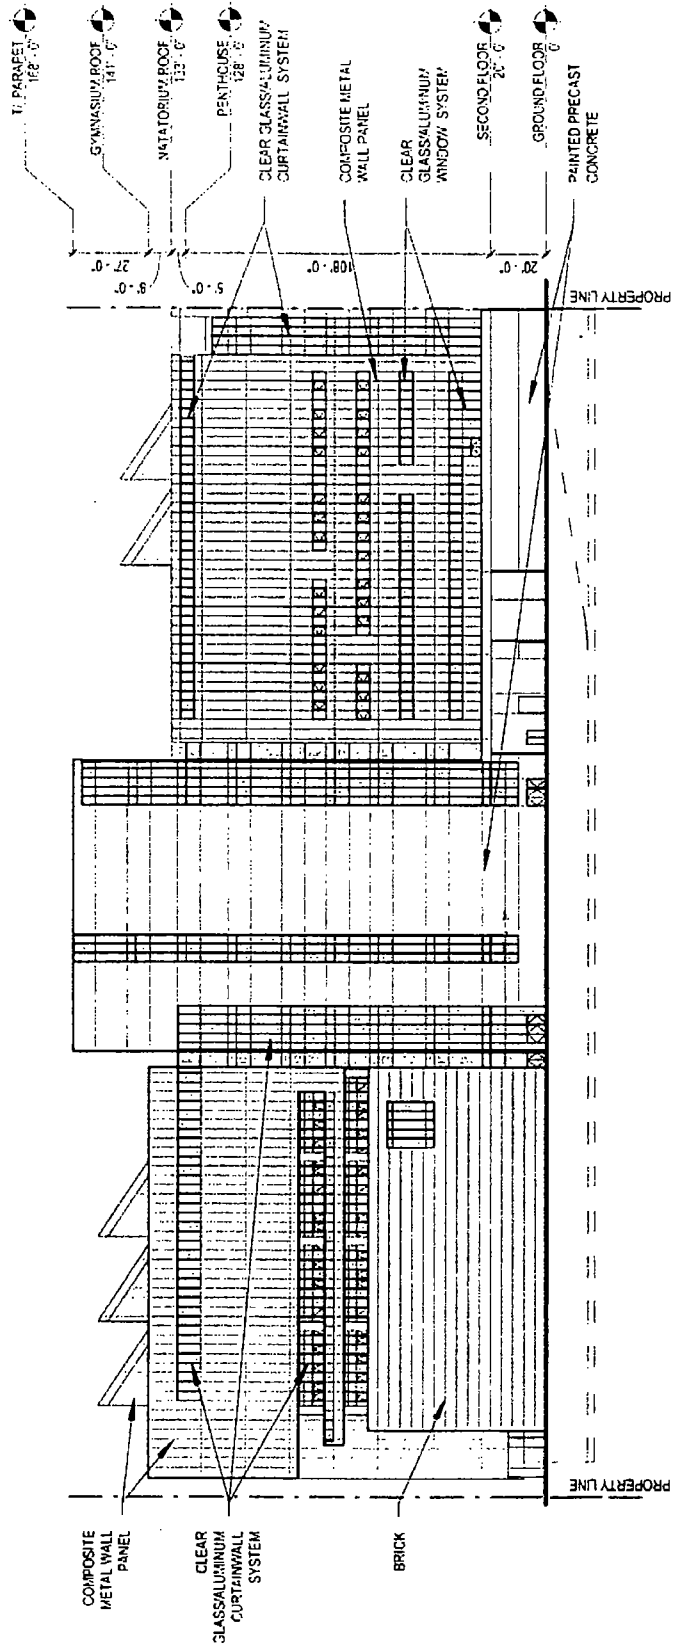 T/ PARAPET
168' - 0"
GYMNASIUM ROOF
141' - 0"
NATATORIUM ROOF
133' - 0"
PENTHOUSE
128' - 0"
CLEAR GLASS/ALUMINUM
CURTAINWALL SYSTEM
COMPOSITE METAL
WALL PANEL
CLEAR
GLASS/ALUMINUM
WINDOW SYSTEM
SECOND FLOOR
20' - 0"
GROUND FLOOR
0'
PAINTED PRECAST
CONCRETE
27' - 0"
5' - 0"
108' - 0"
20' - 0"
PROPERTY LINE
COMPOSITE
METAL WALL
PANEL
CLEAR
GLASS/ALUMINUM
CURTAINWALL
SYSTEM
BRICK
PROPERTY LINE